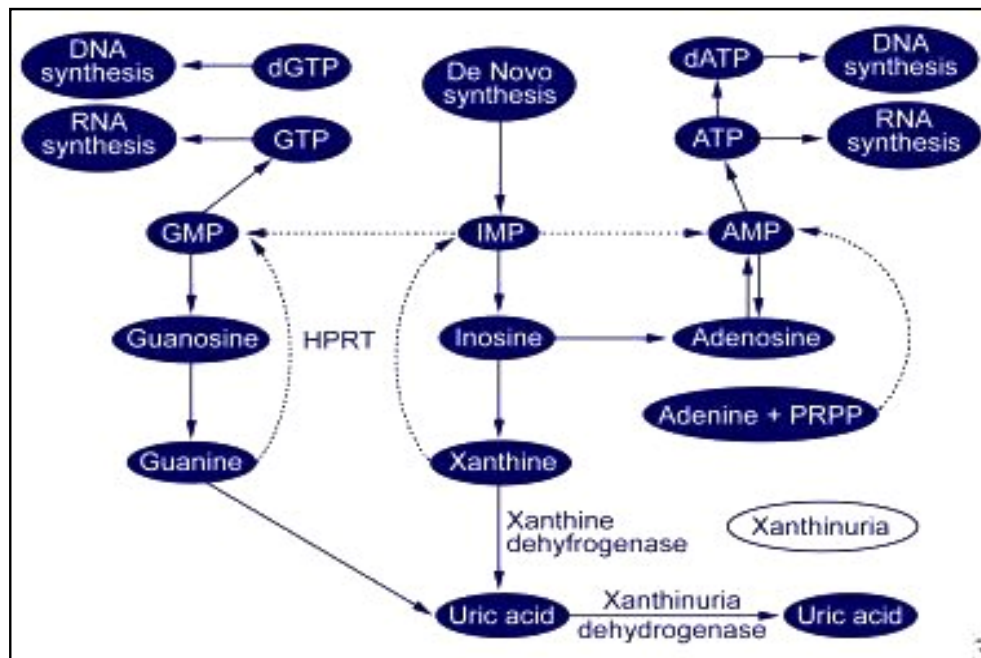 DNA
synthesis
dGTP
De Novo
synthesis
dATP
DNA
synthesis
RNA
synthesis
GTP
ATP
RNA
synthesis
GMP
IMP
AMP
Guanosine
HPRT
Inosine
Adenosine
Adenine + PRPP
Guanine
Xanthine
Xanthine
dehyfrogenase
Xanthinuria
Uric acid
Xanthinuria
dehydrogenase
Uric acid